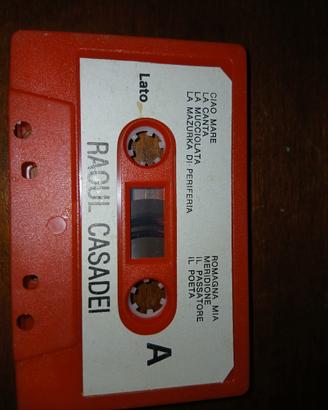 CIAO MARE
LA CANTA
LA MUCCIOLATA
LA MAZURKA DI PERIFERIA
ROMAGNA MIA
MERIDIONE
IL PASSATORE
IL POETA
Lato
A
RAOUL CASADEI